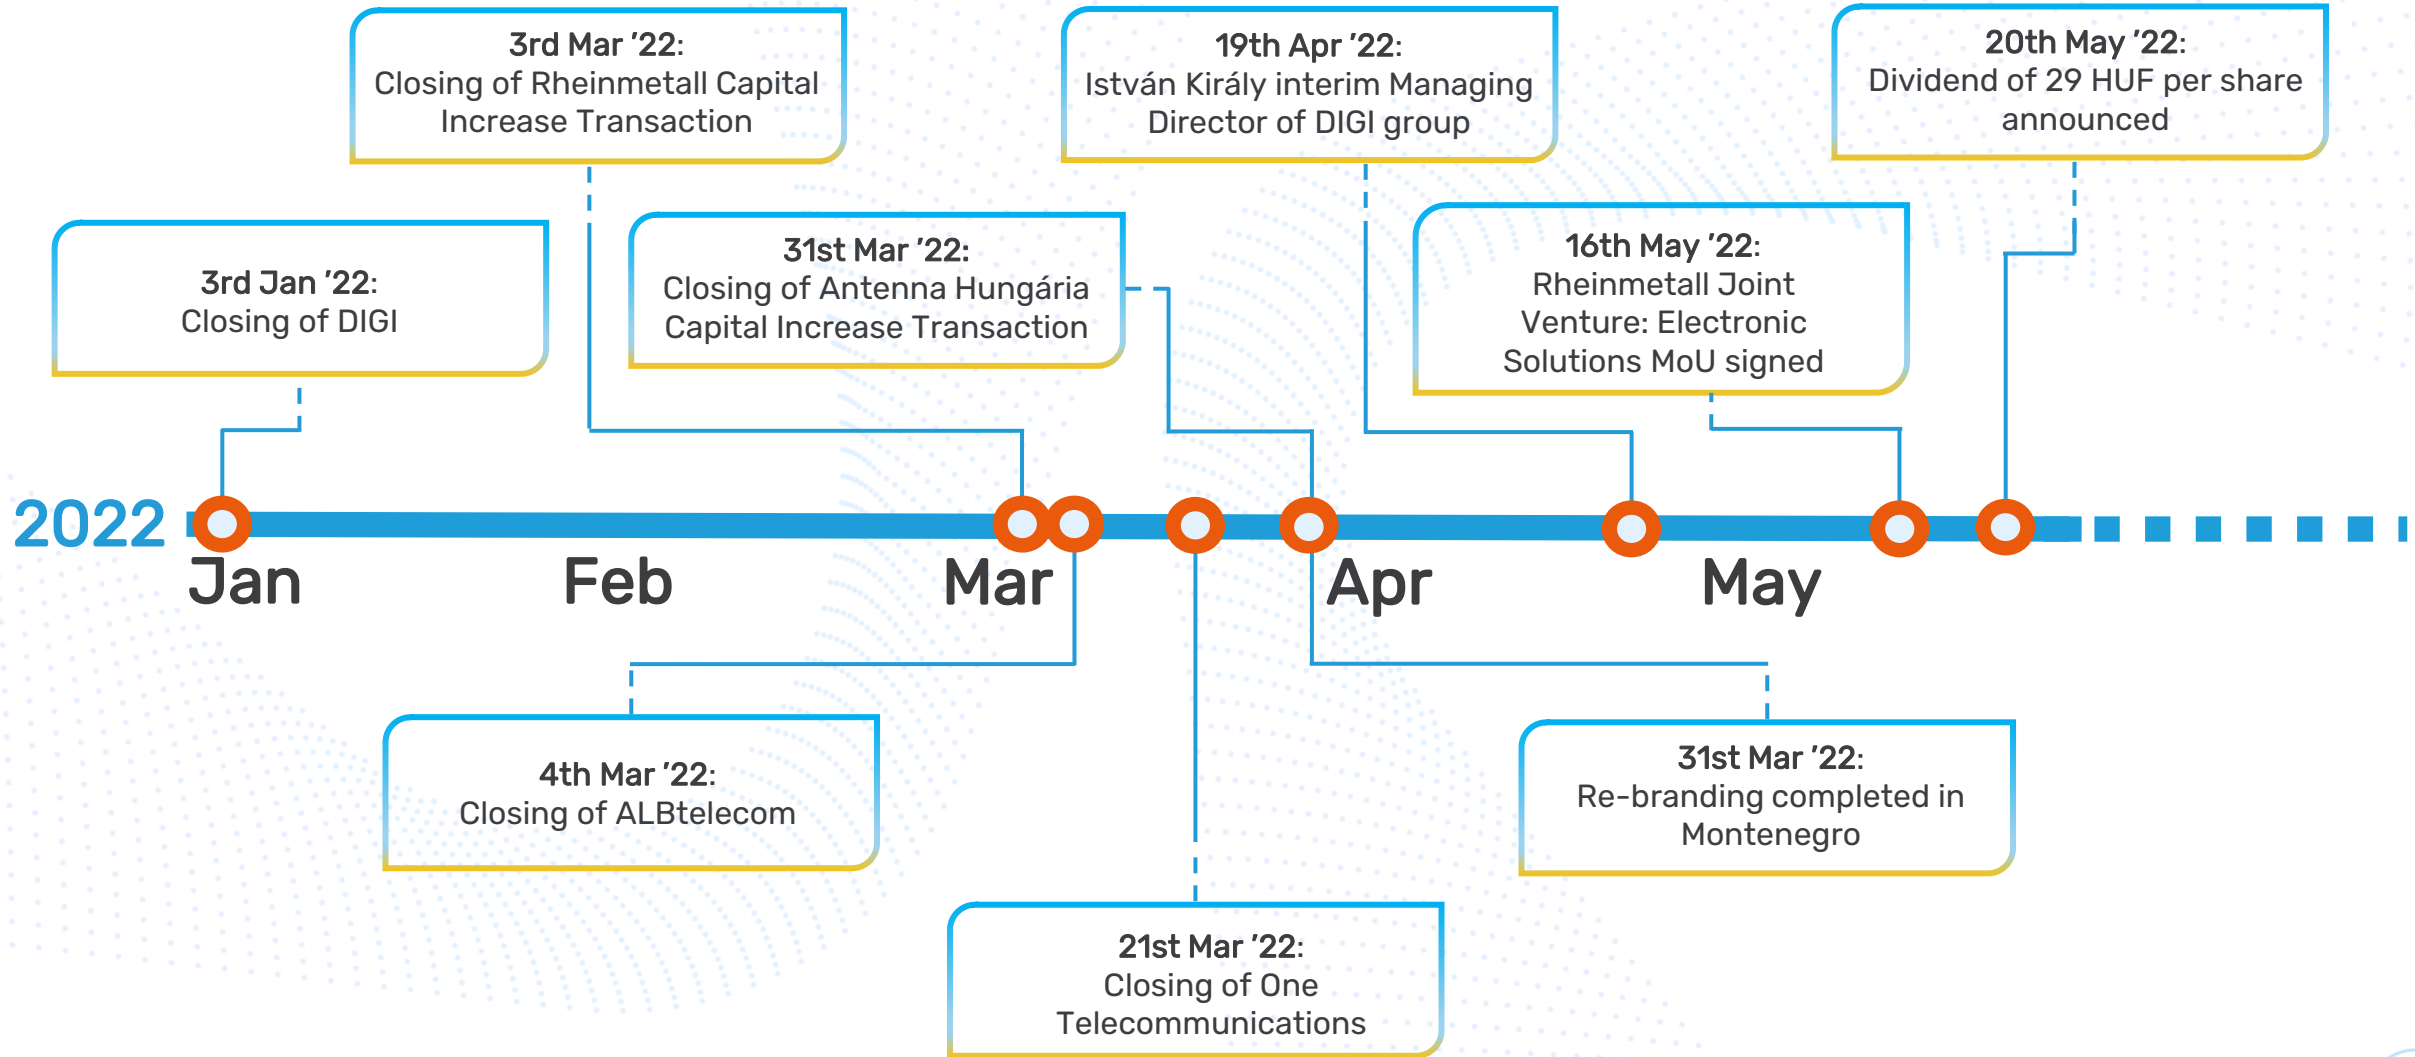 3rd Mar '22:
Closing of Rheinmetall Capital
Increase Transaction
19th Apr '22:
István Király interim Managing
Director of DIGI group
20th May '22:
Dividend of 29 HUF per share
announced
3rd Jan '22:
Closing of DIGI
31st Mar '22:
Closing of Antenna Hungária
Capital Increase Transaction
16th May '22:
Rheinmetall Joint
Venture: Electronic
Solutions MoU signed
2022
Jan
Feb
Mar
Apr
May
4th Mar '22:
Closing of ALBtelecom
31st Mar '22:
Re-branding completed in
Montenegro
21st Mar '22:
Closing of One
Telecommunications